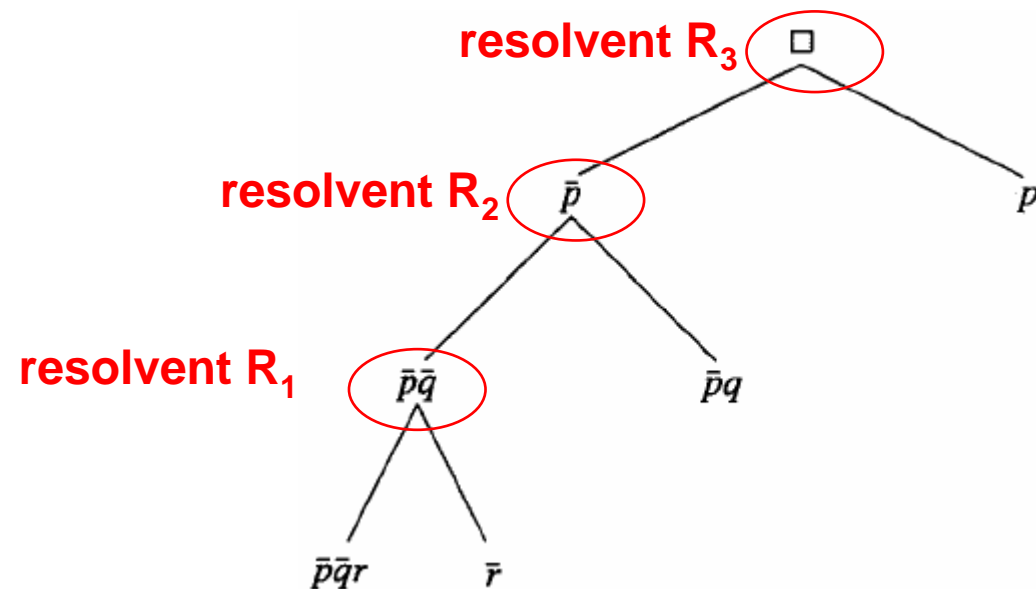 resolvent R₃ □
resolvent R₂ p̄ p
resolvent R₁ p̄q̄ p̄q
p̄q̄r r̄